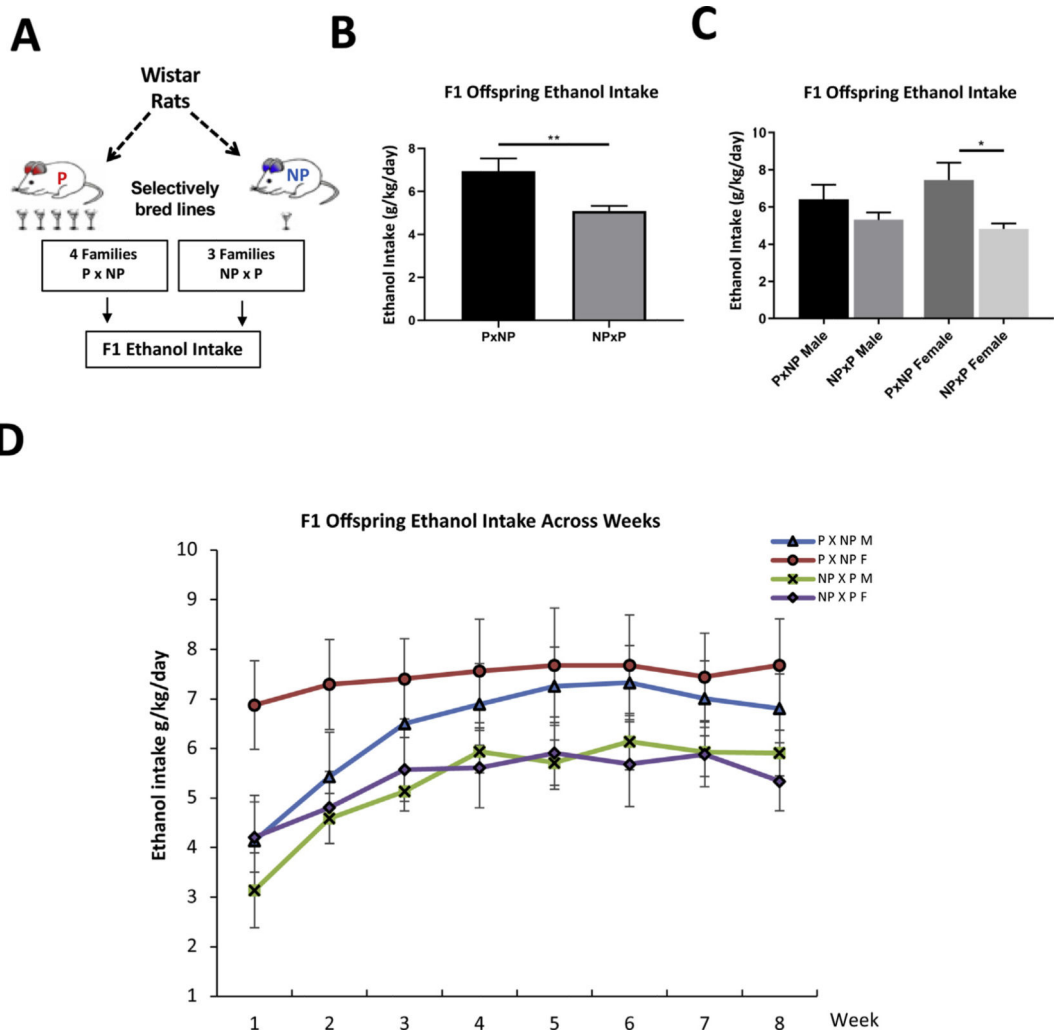 A
Wistar
Rats
P
NP
Selectively
bred lines
4 Families
P x NP
3 Families
NP x P
F1 Ethanol Intake
B
F1 Offspring Ethanol Intake
Ethanol Intake (g/kg/day)
8
6
4
2
0
**
PxNP
NPxP
C
F1 Offspring Ethanol Intake
Ethanol Intake (g/kg/day)
10
8
6
4
2
0
*
PxNP Male
NPxP Male
PxNP Female
NPxP Female
D
F1 Offspring Ethanol Intake Across Weeks
P X NP M
P X NP F
NP X P M
NP X P F
Ethanol intake g/kg/day
10
9
8
7
6
5
4
3
2
1
1 2 3 4 5 6 7 8 Week